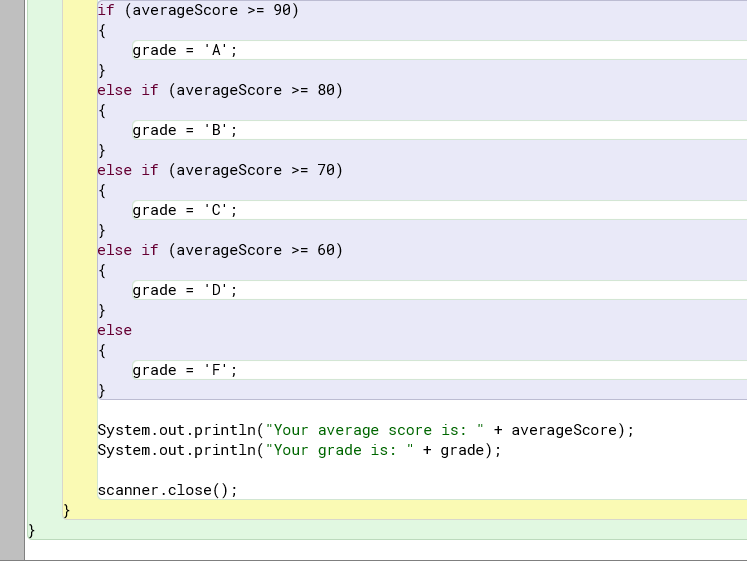 if (averageScore >= 90)
{
grade = 'A';
}
else if (averageScore >= 80)
{
grade = 'B';
}
else if (averageScore >= 70)
{
grade = 'C';
}
else if (averageScore >= 60)
{
grade = 'D';
}
else
{
grade = 'F';
}
System.out.println("Your average score is: " + averageScore);
System.out.println("Your grade is: " + grade);
scanner.close();
}
}